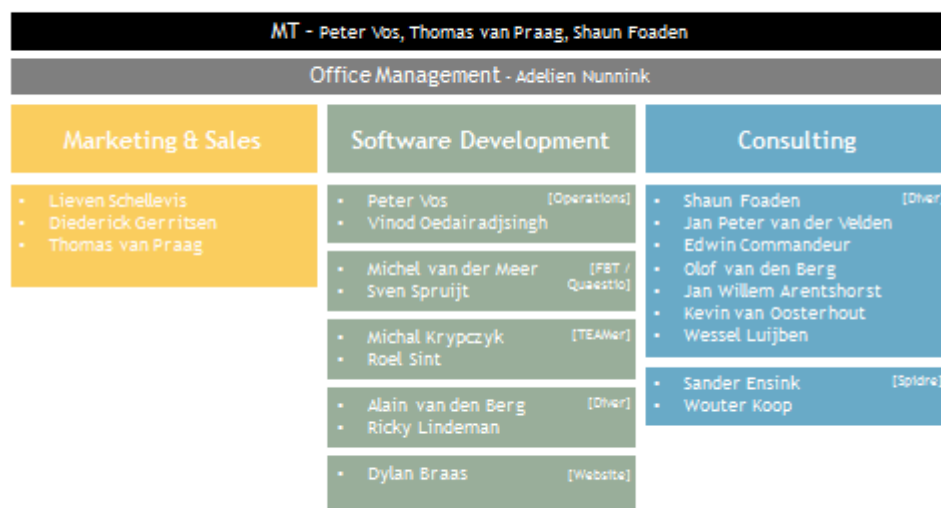 MT - Peter Vos, Thomas van Praag, Shaun Foaden
Office Management - Adelien Nunnink
Marketing & Sales
• Lieven Schellevis
• Diederick Gerritsen
• Thomas van Praag
Software Development
• Peter Vos [Operations]
• Vinod Oedairadjsingh
• Michel van der Meer [FBT /
• Sven Spruijt Quaestio]
• Michal Krypczyk [TEAMer]
• Roel Sint
• Alain van den Berg [Diver]
• Ricky Lindeman
• Dylan Braas [Website]
Consulting
• Shaun Foaden [Diver]
• Jan Peter van der Velden
• Edwin Commandeur
• Olof van den Berg
• Jan Willem Arentshorst
• Kevin van Oosterhout
• Wessel Luijben
• Sander Ensink [Spidre]
• Wouter Koop